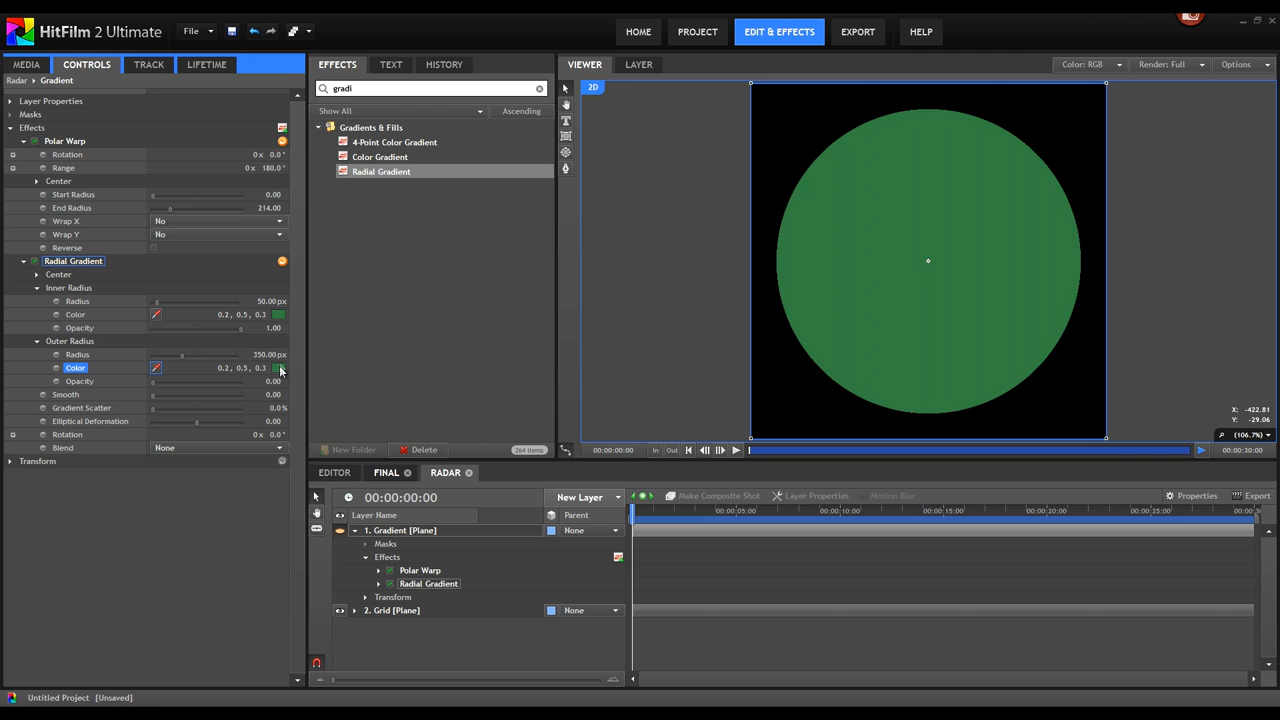 HitFilm 2 Ultimate
File
HOME
PROJECT
EDIT & EFFECTS
EXPORT
HELP
MEDIA
CONTROLS
TRACK
LIFETIME
Radar
Gradient
Layer Properties
Masks
Effects
Polar Warp
Rotation
0 x 0.0°
Range
0 x 180.0°
Center
Start Radius
0.00
End Radius
214.00
Wrap X
No
Wrap Y
No
Reverse
Radial Gradient
Center
Inner Radius
Radius
50.00 px
Color
0.2, 0.5, 0.3
Opacity
1.00
Outer Radius
Radius
350.00 px
Color
0.2, 0.5, 0.3
Opacity
0.00
Smooth
0.00
Gradient Scatter
0.0 %
Elliptical Deformation
0.00
Rotation
0 x 0.0°
Blend
None
Transform
EFFECTS
TEXT
HISTORY
gradi
Show All
Ascending
Gradients & Fills
4-Point Color Gradient
Color Gradient
Radial Gradient
New Folder
Delete
264 items
VIEWER
LAYER
Color: RGB
Render: Full
Options
2D
X: -422.81
Y: -29.06
(106.7%)
00:00:00:00
In
Out
00:00:30:00
EDITOR
FINAL
RADAR
00:00:00:00
New Layer
Make Composite Shot
Layer Properties
Motion Blur
Properties
Export
Layer Name
Parent
00:00:05:00
00:00:10:00
00:00:15:00
00:00:20:00
00:00:25:00
00:00:3
1. Gradient [Plane]
None
Masks
Effects
Polar Warp
Radial Gradient
Transform
2. Grid [Plane]
None
Untitled Project [Unsaved]